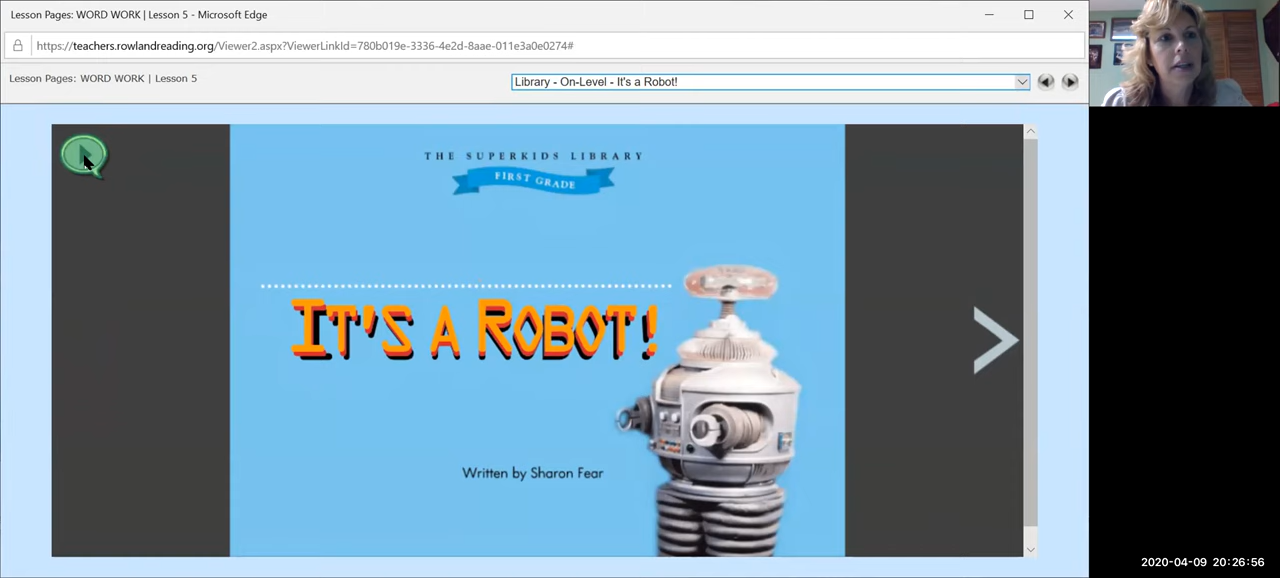 Lesson Pages: WORD WORK | Lesson 5 - Microsoft Edge
https://teachers.rowlandreading.org/Viewer2.aspx?ViewerLinkId=780b019e-3336-4e2d-8aae-011e3a0e0274#
Lesson Pages: WORD WORK | Lesson 5
Library - On-Level - It's a Robot!
THE SUPERKIDS LIBRARY
FIRST GRADE
IT'S A ROBOT!
Written by Sharon Fear
2020-04-09 20:26:56